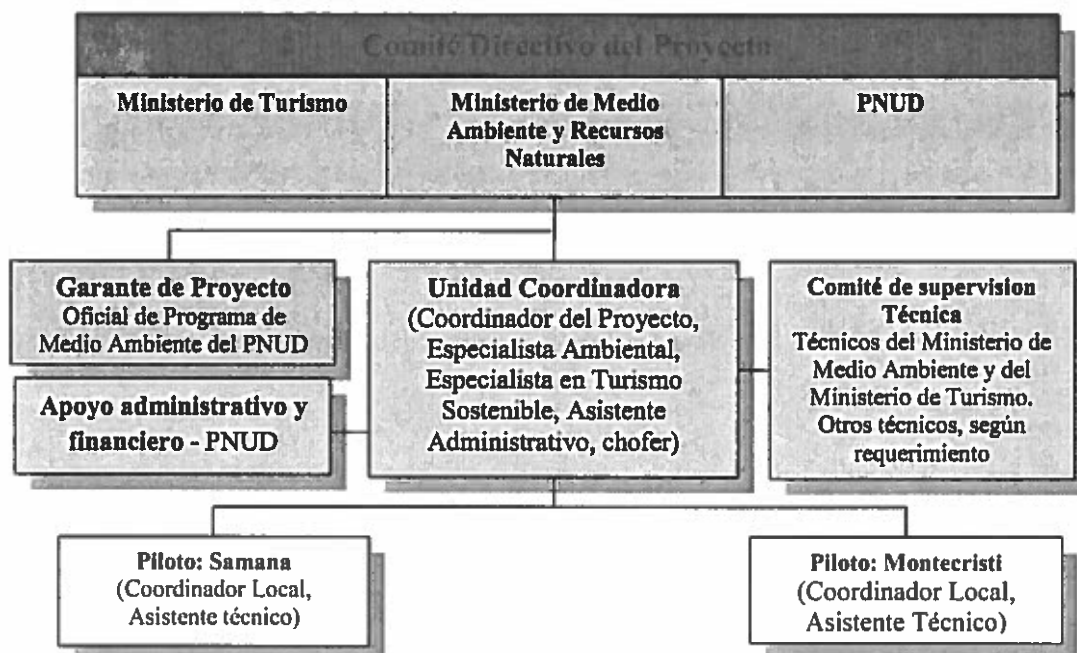 Comité Directivo del Proyecto
Ministerio de Turismo
Ministerio de Medio
Ambiente y Recursos
Naturales
PNUD
Garante de Proyecto
Oficial de Programa de
Medio Ambiente del PNUD
Apoyo administrativo y
financiero - PNUD
Unidad Coordinadora
(Coordinador del Proyecto,
Especialista Ambiental,
Especialista en Turismo
Sostenible, Asistente
Administrativo, chofer)
Comité de supervision
Técnica
Técnicos del Ministerio de
Medio Ambiente y del
Ministerio de Turismo.
Otros técnicos, según
requerimiento
Piloto: Samana
(Coordinador Local,
Asistente técnico)
Piloto: Montecristi
(Coordinador Local,
Asistente Técnico)